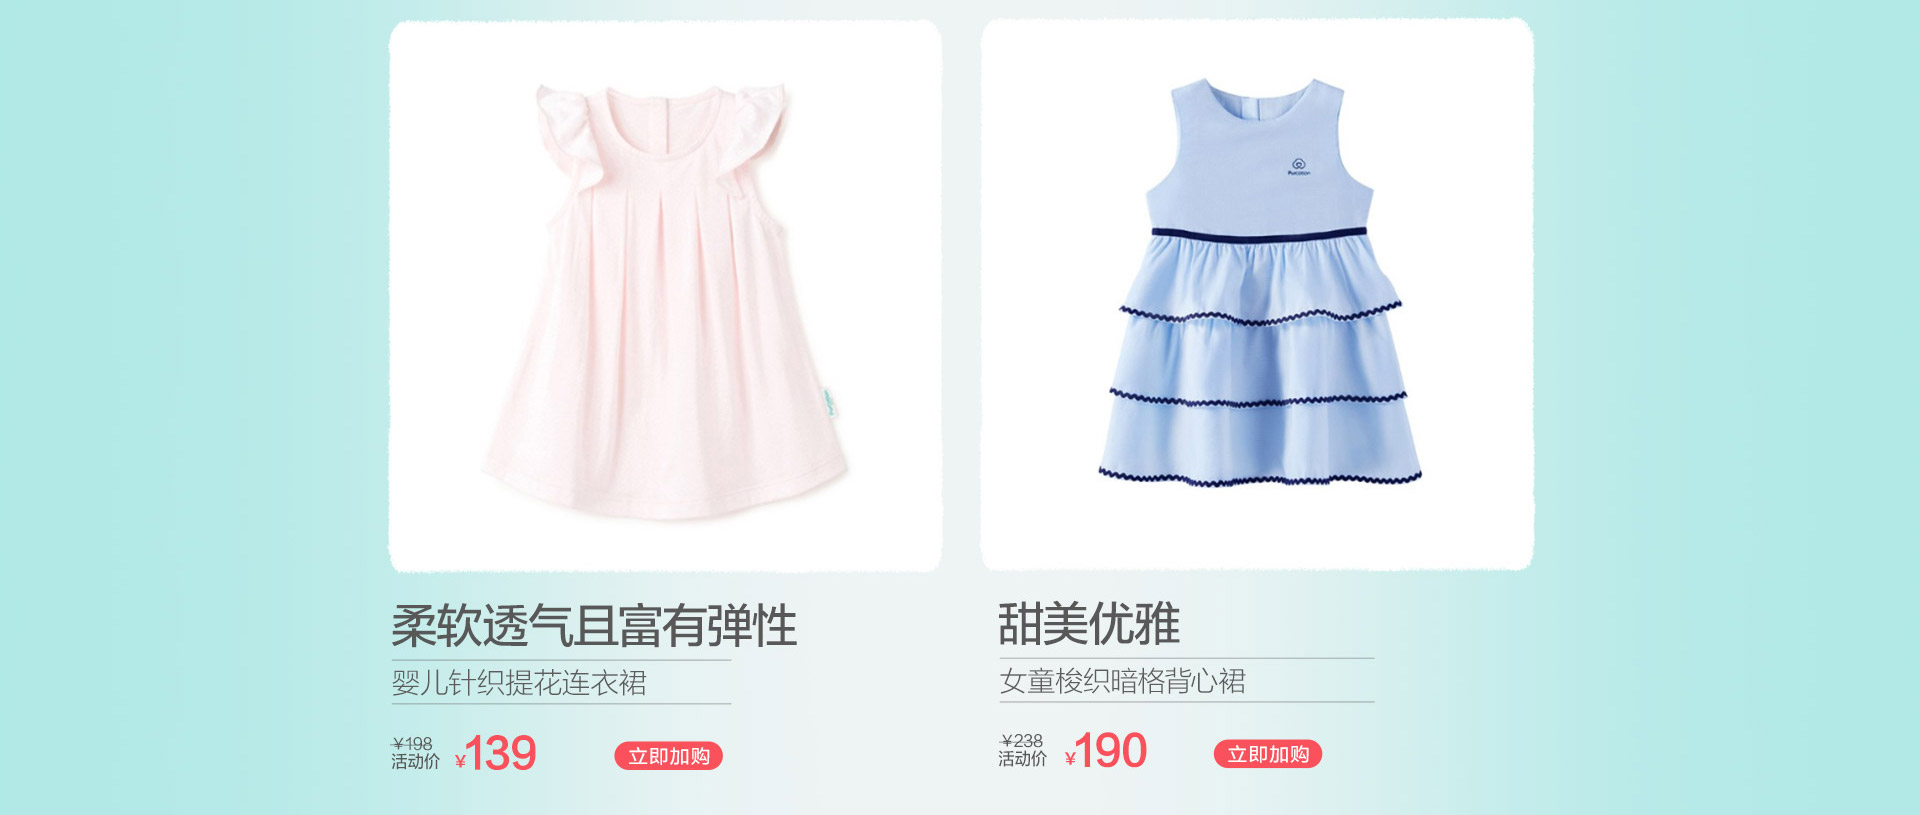 柔软透气且富有弹性
婴儿针织提花连衣裙
¥198
活动价 ¥139
立即加购
Purcotton
甜美优雅
女童梭织暗格背心裙
¥238
活动价 ¥190
立即加购